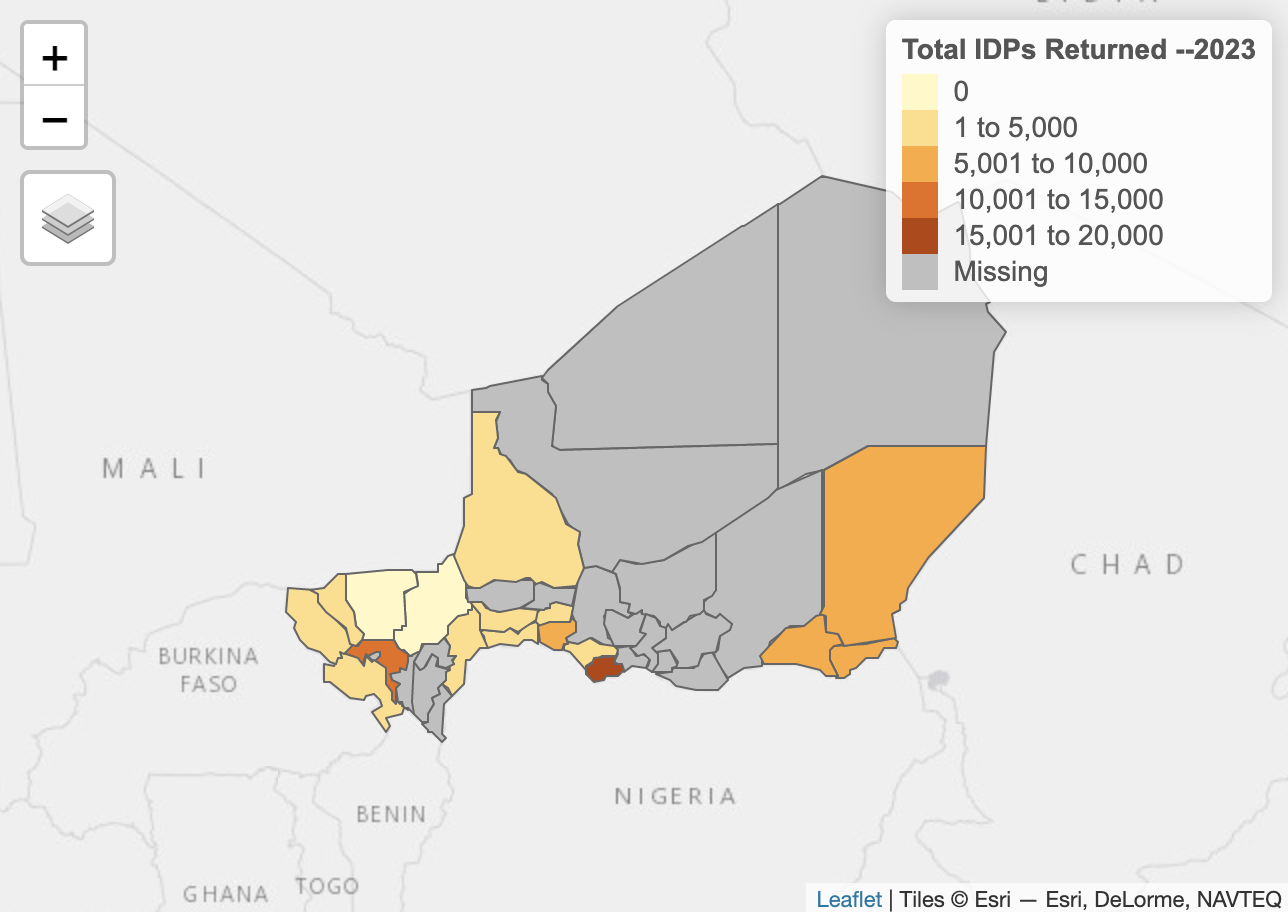 +
−
Total IDPs Returned --2023
0
1 to 5,000
5,001 to 10,000
10,001 to 15,000
15,001 to 20,000
Missing
MALI
CHAD
BURKINA
FASO
NIGERIA
BENIN
GHANA
TOGO
Leaflet | Tiles © Esri — Esri, DeLorme, NAVTEQ